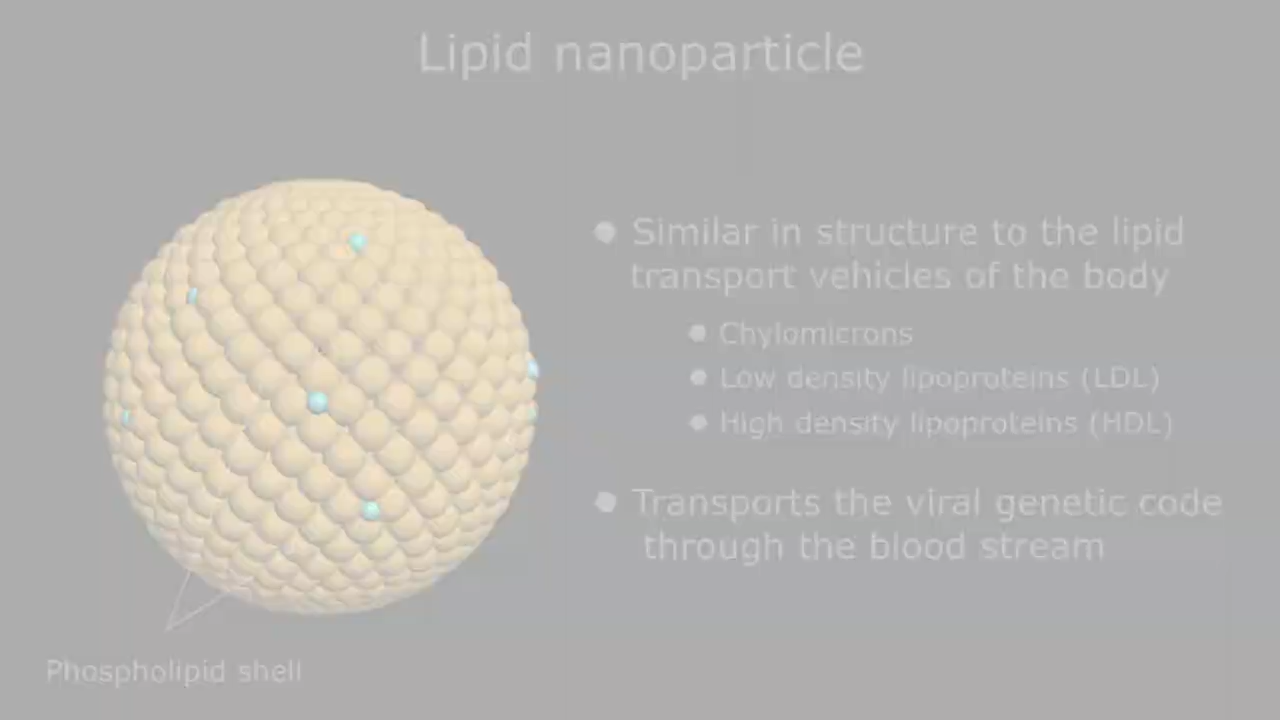 Lipid nanoparticle
● Similar in structure to the lipid
transport vehicles of the body
● Chylomicrons
● Low density lipoproteins (LDL)
● High density lipoproteins (HDL)
● Transports the viral genetic code
through the blood stream
Phospholipid shell